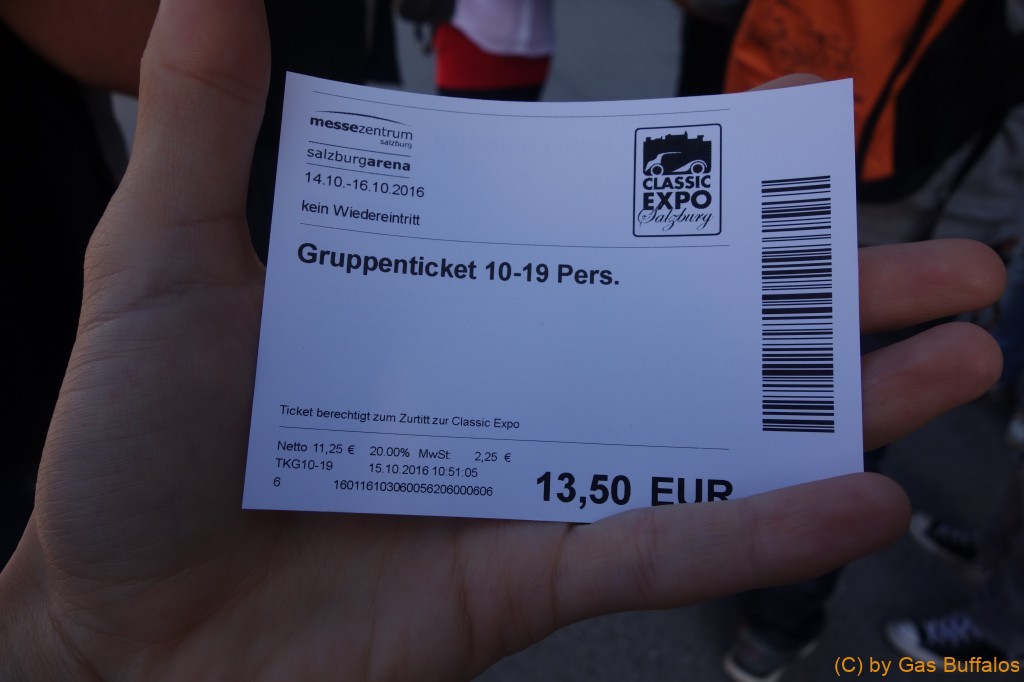 messezentrum
salzburg
salzburgarena
14.10.-16.10.2016
kein Wiedereintritt
CLASSIC
EXPO
Salzburg
Gruppenticket 10-19 Pers.
Ticket berechtigt zum Zurtitt zur Classic Expo
Netto 11,25 € 20.00% MwSt: 2,25 €
TKG10-19 15.10.2016 10:51:05
6 160116103060056206000606
13,50 EUR
(C) by Gas Buffalos